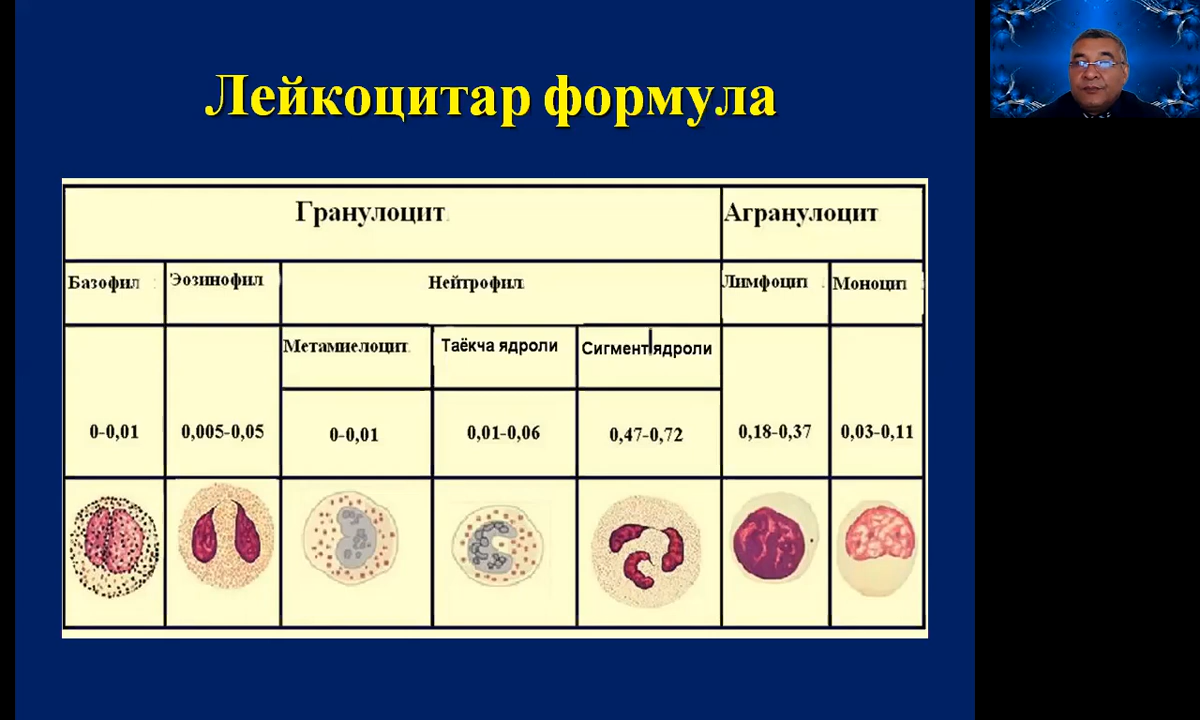 Лейкоцитар формула
Гранулоцит Агранулоцит
Базофил Эозинофил Нейтрофил Лимфоцит Моноцит
Метамиелоцит Таёкча ядроли Сигмент ядроли
0-0,01 0,005-0,05 0-0,01 0,01-0,06 0,47-0,72 0,18-0,37 0,03-0,11